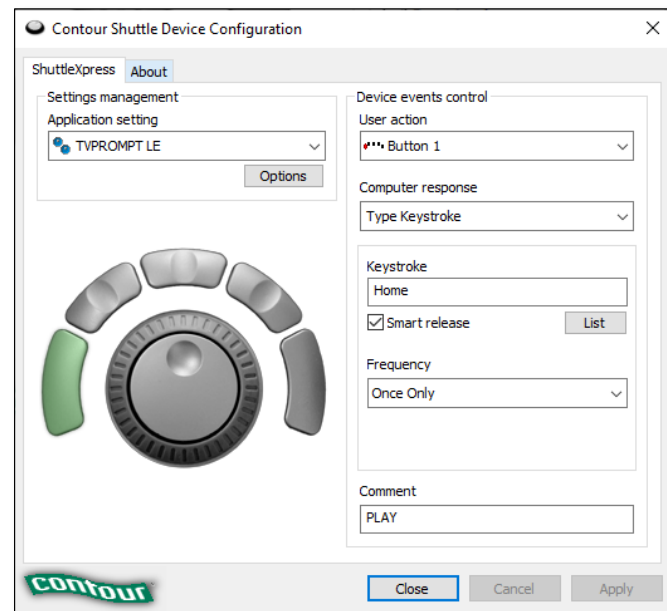 Contour Shuttle Device Configuration
ShuttleXpress
About
Settings management
Application setting
TVPROMPT LE
Options
Device events control
User action
Button 1
Computer response
Type Keystroke
Keystroke
Home
Smart release
List
Frequency
Once Only
Comment
PLAY
contour
Close
Cancel
Apply